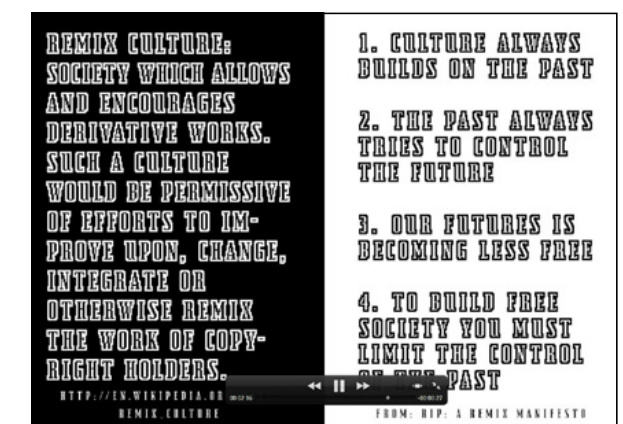 REMIX CULTURE:
SOCIETY WHICH ALLOWS
AND ENCOURAGES
DERIVATIVE WORKS.
SUCH A CULTURE
WOULD BE PERMISSIVE
OF EFFORTS TO IM-
PROVE UPON, CHANGE,
INTEGRATE OR
OTHERWISE REMIX
THE WORK OF COPY-
RIGHT HOLDERS.
HTTP://EN.WIKIPEDIA.OR
REMIX_CULTURE
1. CULTURE ALWAYS
BUILDS ON THE PAST
2. THE PAST ALWAYS
TRIES TO CONTROL
THE FUTURE
3. OUR FUTURES IS
BECOMING LESS FREE
4. TO BUILD FREE
SOCIETY YOU MUST
LIMIT THE CONTROL
OF THE PAST
FROM: RIP: A REMIX MANIFESTO